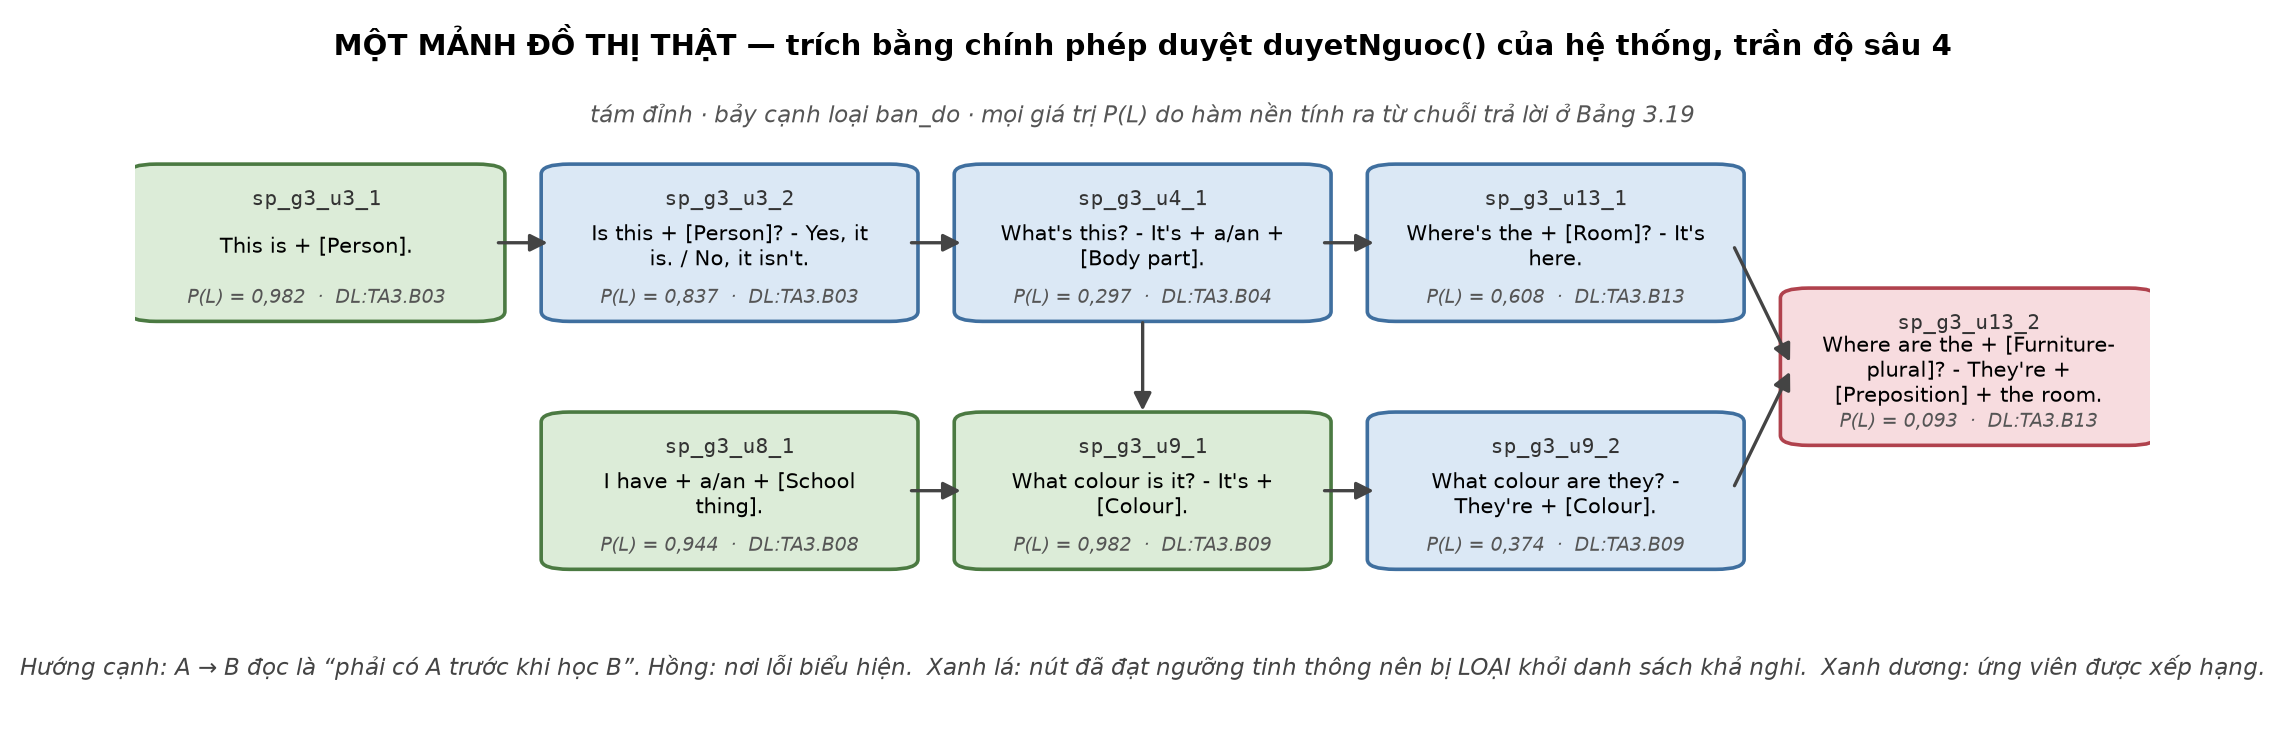 MỘT MẢNH ĐỒ THỊ THẬT — trích bằng chính phép duyệt duyetNguoc() của hệ thống, trần độ sâu 4
tám đỉnh · bảy cạnh loại ban_do · mọi giá trị P(L) do hàm nền tính ra từ chuỗi trả lời ở Bảng 3.19
sp_g3_u3_1
This is + [Person].
P(L) = 0,982 · DL:TA3.B03
sp_g3_u3_2
Is this + [Person]? - Yes, it
is. / No, it isn't.
P(L) = 0,837 · DL:TA3.B03
sp_g3_u4_1
What's this? - It's + a/an +
[Body part].
P(L) = 0,297 · DL:TA3.B04
sp_g3_u13_1
Where's the + [Room]? - It's
here.
P(L) = 0,608 · DL:TA3.B13
sp_g3_u13_2
Where are the + [Furniture-
plural]? - They're +
[Preposition] + the room.
P(L) = 0,093 · DL:TA3.B13
sp_g3_u8_1
I have + a/an + [School
thing].
P(L) = 0,944 · DL:TA3.B08
sp_g3_u9_1
What colour is it? - It's +
[Colour].
P(L) = 0,982 · DL:TA3.B09
sp_g3_u9_2
What colour are they? -
They're + [Colour].
P(L) = 0,374 · DL:TA3.B09
Hướng cạnh: A → B đọc là “phải có A trước khi học B”. Hồng: nơi lỗi biểu hiện. Xanh lá: nút đã đạt ngưỡng tinh thông nên bị LOẠI khỏi danh sách khả nghi. Xanh dương: ứng viên được xếp hạng.